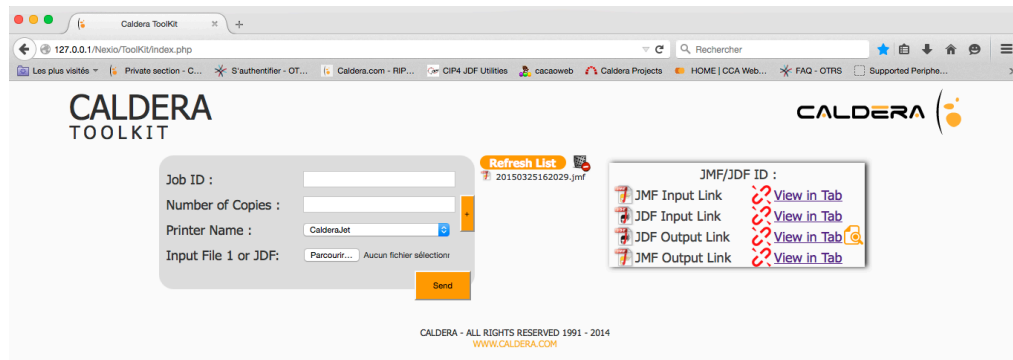 Caldera ToolKit
127.0.0.1/Nexio/ToolKit/index.php
Rechercher
Les plus visités
Private section - C...
S'authentifier - OT...
Caldera.com - RIP...
CIP4 JDF Utilities
cacaoweb
Caldera Projects
HOME | CCA Web...
FAQ - OTRS
Supported Periphe...
CALDERA
TOOLKIT
CALDERA
Job ID :
Number of Copies :
Printer Name :
CalderaJet
Input File 1 or JDF:
Parcourir...
Aucun fichier sélectionn
+
Send
Refresh List
20150325162029.jmf
JMF/JDF ID :
JMF Input Link View in Tab
JDF Input Link View in Tab
JDF Output Link View in Tab
JMF Output Link View in Tab
CALDERA - ALL RIGHTS RESERVED 1991 - 2014
WWW.CALDERA.COM